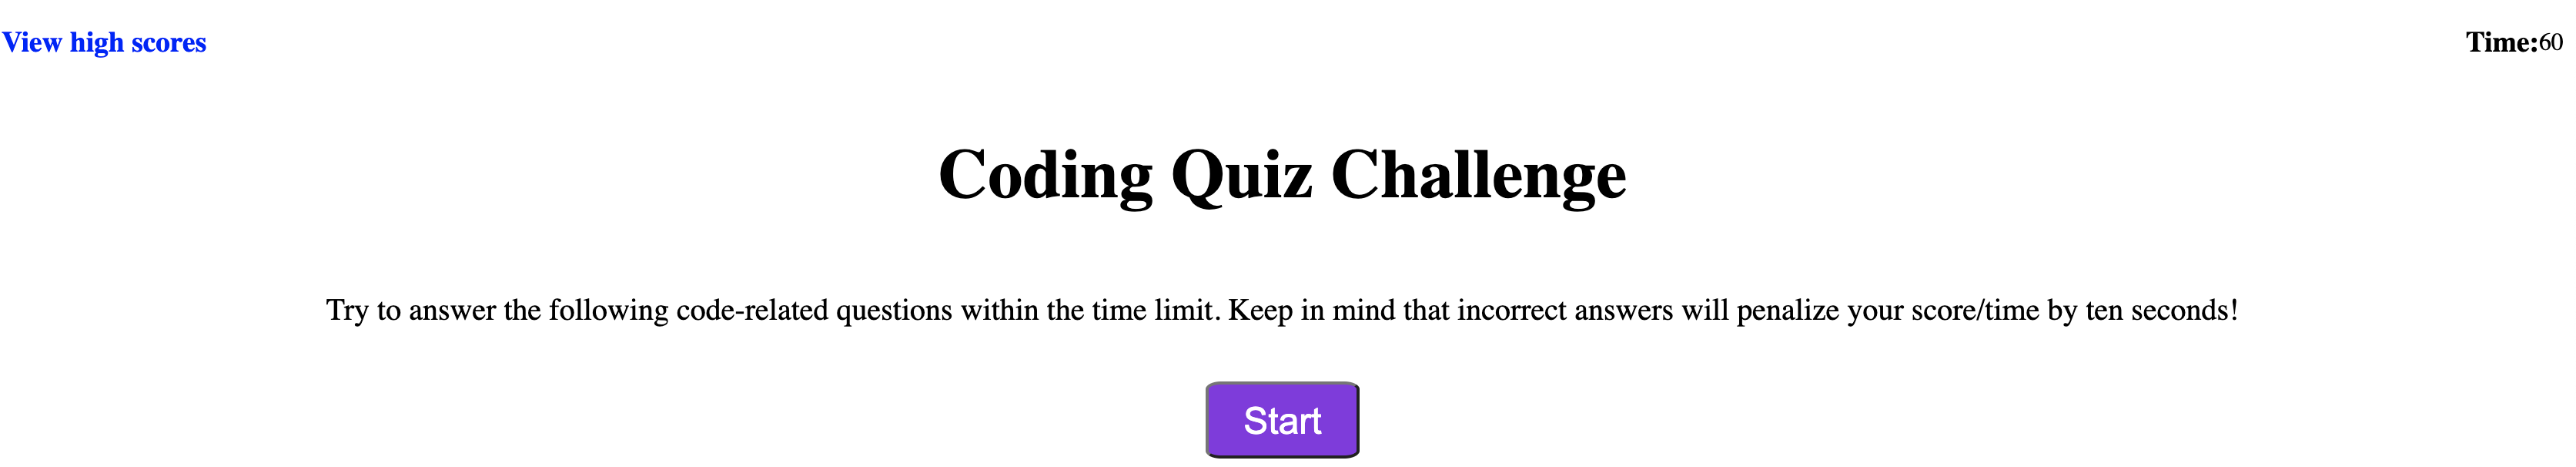 View high scores
Time:60
Coding Quiz Challenge
Try to answer the following code-related questions within the time limit. Keep in mind that incorrect answers will penalize your score/time by ten seconds!
Start